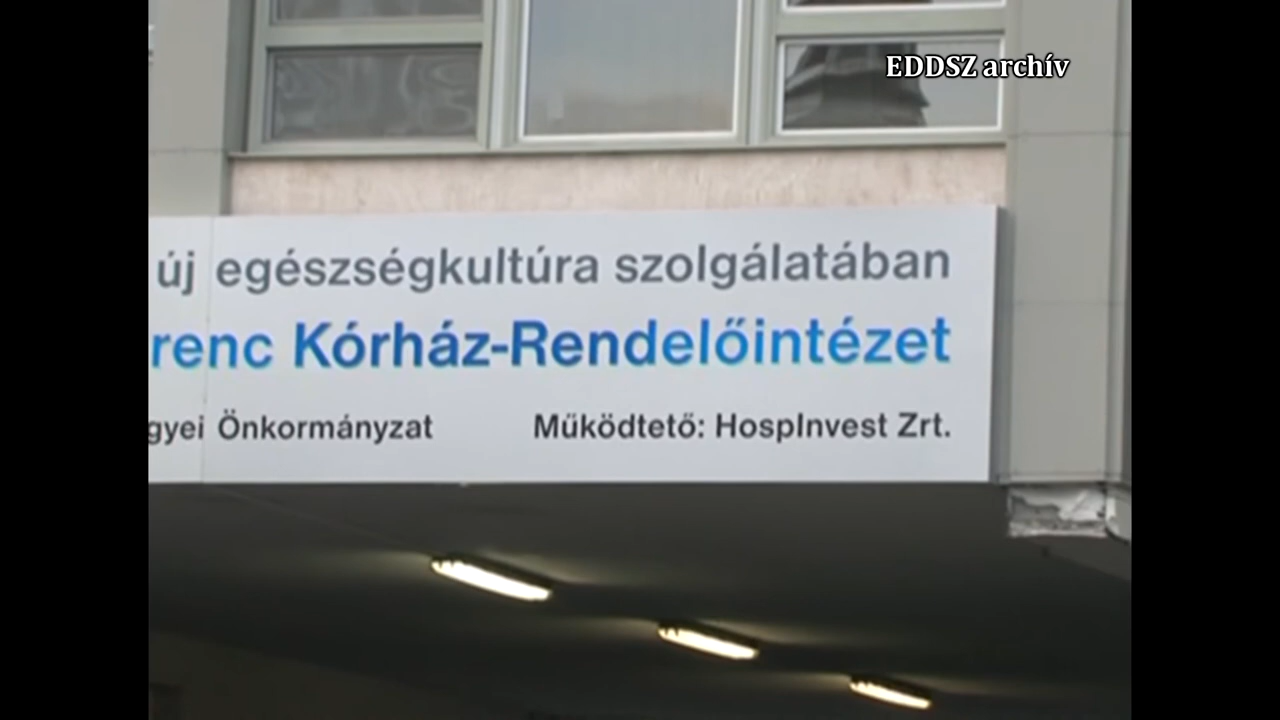 EDDSZ archív
új egészségkultúra szolgálatában
renc Kórház-Rendelőintézet
gyei Önkormányzat Működtető: HospInvest Zrt.